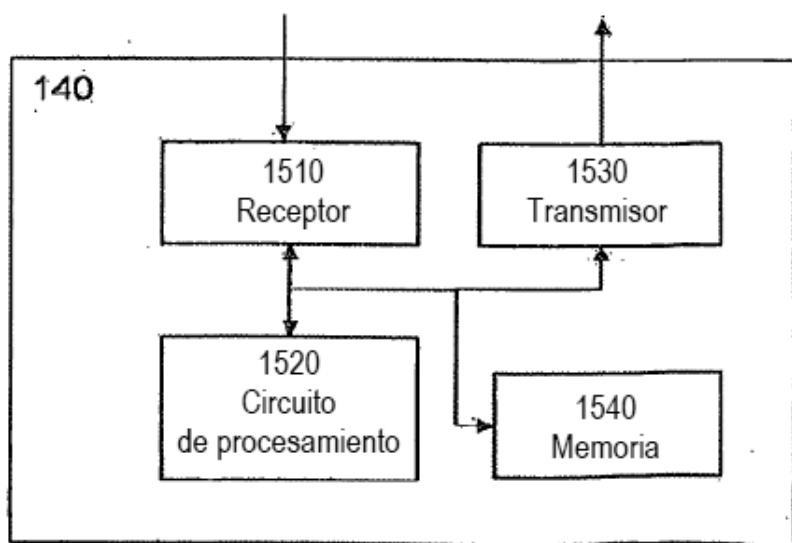 140
1510
Receptor
1530
Transmisor
1520
Circuito
de procesamiento
1540
Memoria